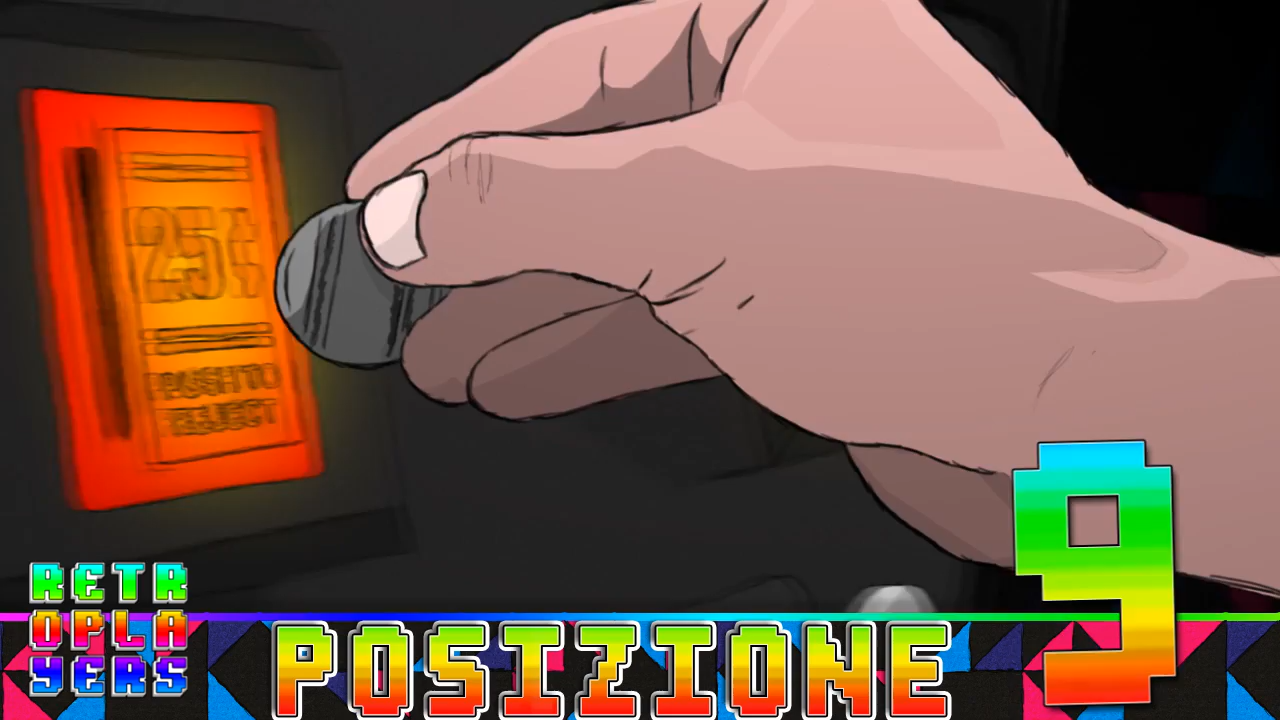 25¢
PUSH TO
REJECT
RETR
OPLA
YERS
POSIZIONE
9